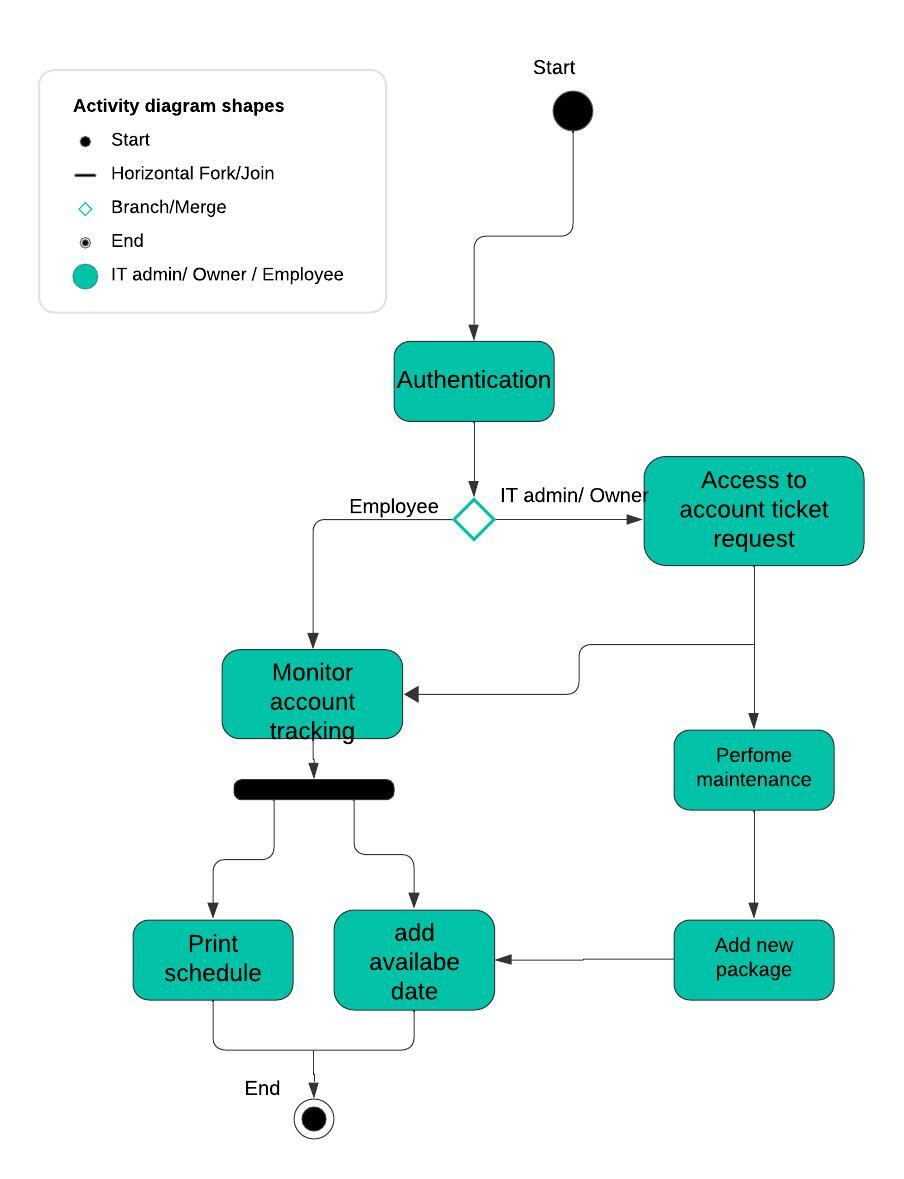 Start
Activity diagram shapes
Start
Horizontal Fork/Join
Branch/Merge
End
IT admin/ Owner / Employee
Authentication
Employee
IT admin/ Owner
Access to
account ticket
request
Monitor
account
tracking
Perfome
maintenance
Print
schedule
add
availabe
date
Add new
package
End